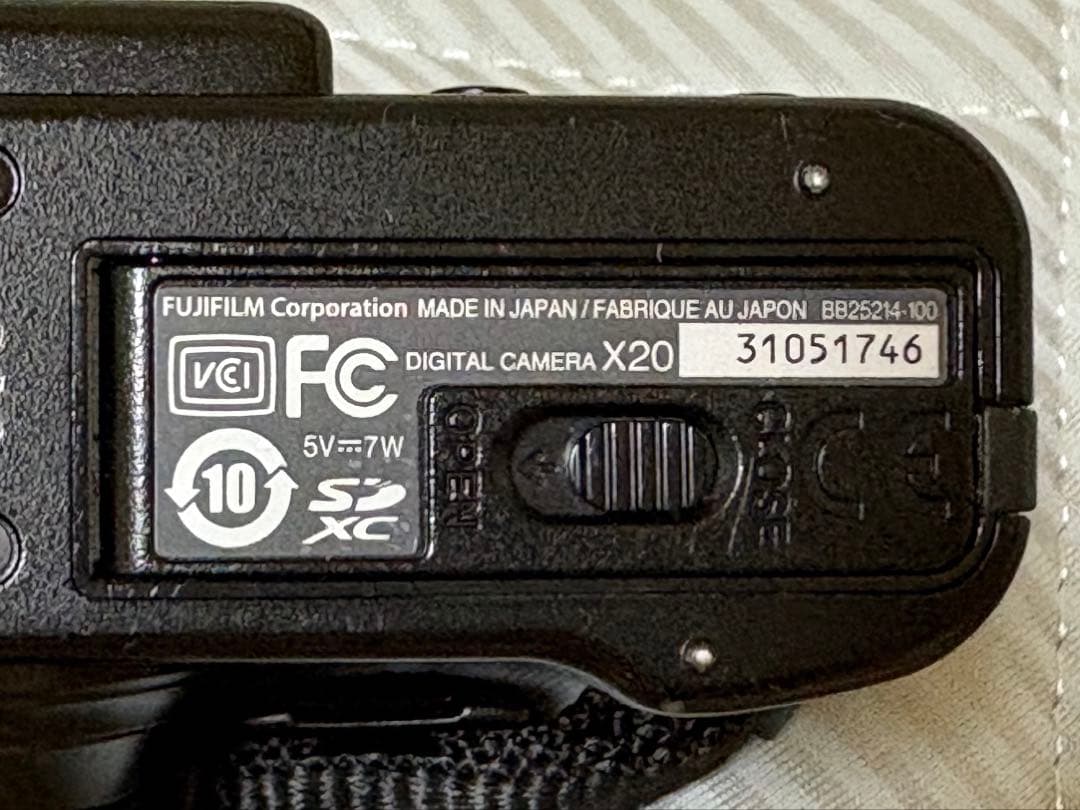 FUJIFILM Corporation MADE IN JAPAN / FABRIQUE AU JAPON BB25214-100
VCI FC DIGITAL CAMERA X20 31051746
10 5V⎓7W
SD
XC
OPEN CLOSE